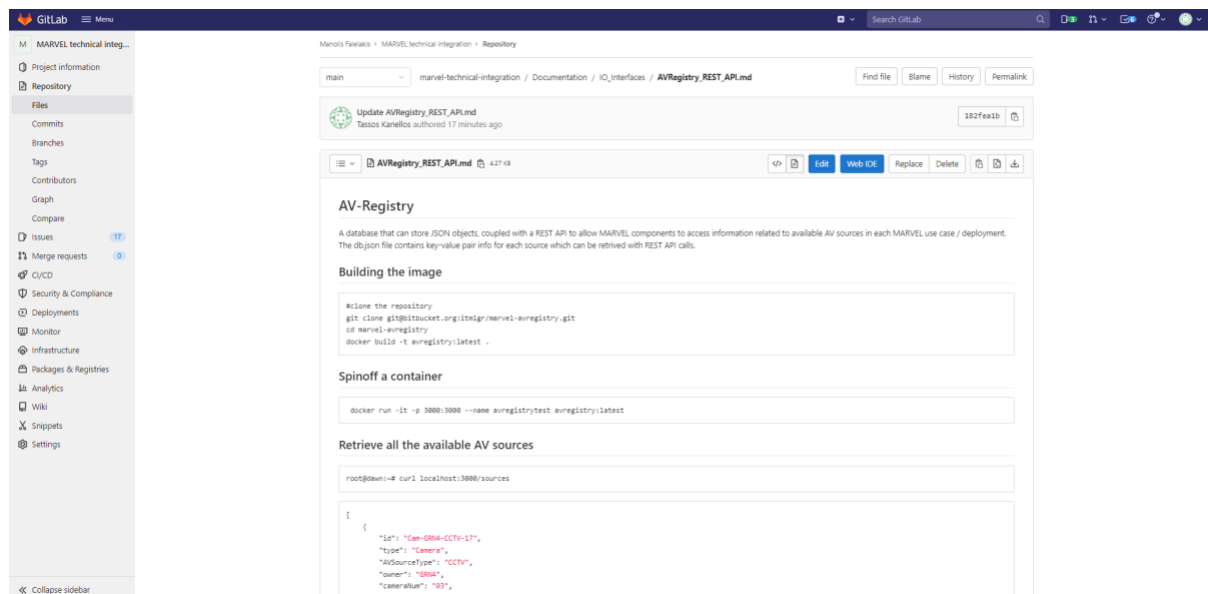 GitLab Menu Search GitLab
M MARVEL technical integ...
Project information
Repository
Files
Commits
Branches
Tags
Contributors
Graph
Compare
Issues 17
Merge requests 0
CI/CD
Security & Compliance
Deployments
Monitor
Infrastructure
Packages & Registries
Analytics
Wiki
Snippets
Settings
Collapse sidebar
MARVEL technical integration > Repository
main marvel-technical-integration / Documentation / IO_Interfaces / AVRegistry_REST_API.md Find file Blame History Permalink
Update AVRegistry_REST_API.md
Tassos Kanellos authored 17 minutes ago
182fea1b
AVRegistry_REST_API.md 4.27 KB Edit Web IDE Replace Delete
AV-Registry
A database that can store JSON objects, coupled with a REST API to allow MARVEL components to access information related to available AV sources in each MARVEL use case / deployment.
The db.json file contains key-value pair info for each source which can be retrived with REST API calls.
Building the image
#clone the repository
git clone git@bitbucket.org:itmlgr/marvel-avregistry.git
cd marvel-avregistry
docker build -t avregistry:latest .
Spinoff a container
docker run -it -p 3000:3000 --name avregistrytest avregistry:latest
Retrieve all the available AV sources
root@dawn:~# curl localhost:3000/sources
[
{
"id": "Cam-GRN4-CCTV-17",
"type": "Camera",
"AVSourceType": "CCTV",
"owner": "GRN4",
"cameraNum": "03",